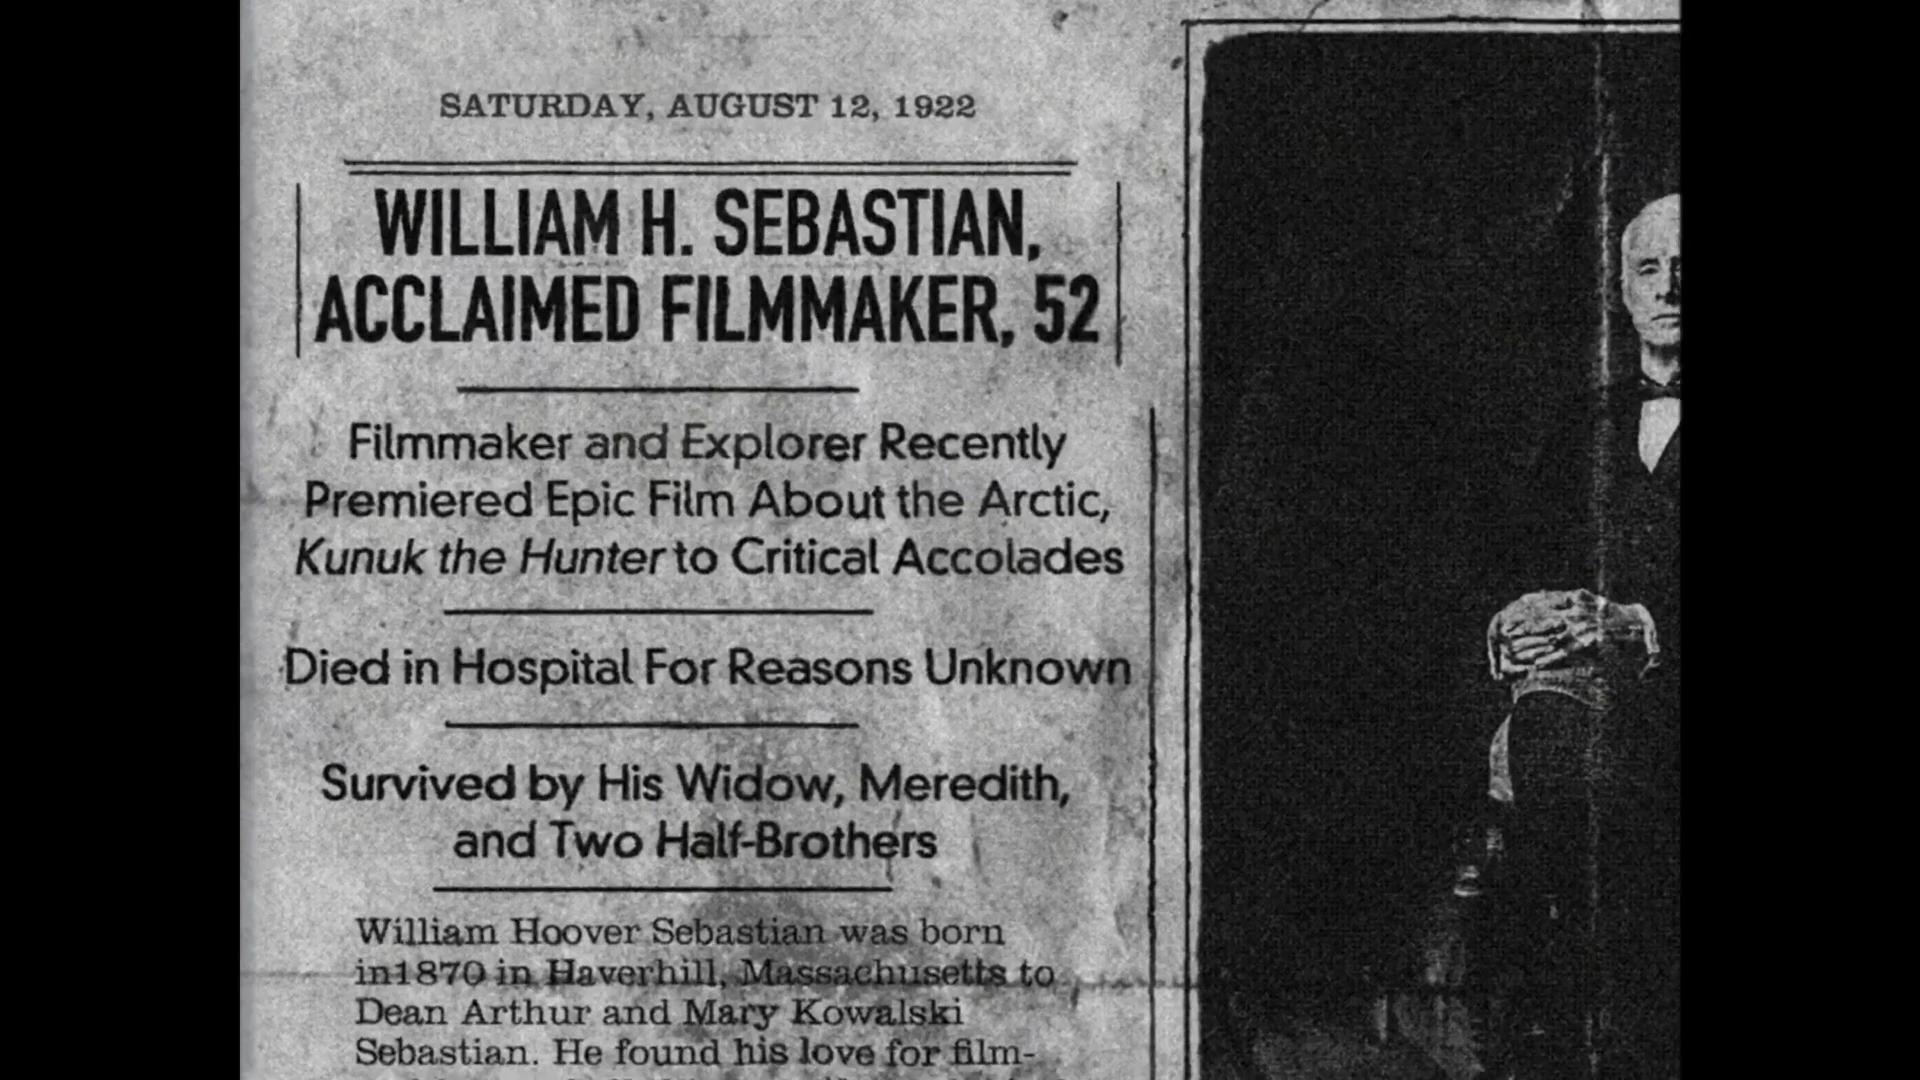 SATURDAY, AUGUST 12, 1922
WILLIAM H. SEBASTIAN,
ACCLAIMED FILMMAKER, 52
Filmmaker and Explorer Recently
Premiered Epic Film About the Arctic,
Kunuk the Hunter to Critical Accolades
Died in Hospital For Reasons Unknown
Survived by His Widow, Meredith,
and Two Half-Brothers
William Hoover Sebastian was born
in1870 in Haverhill, Massachusetts to
Dean Arthur and Mary Kowalski
Sebastian. He found his love for film-